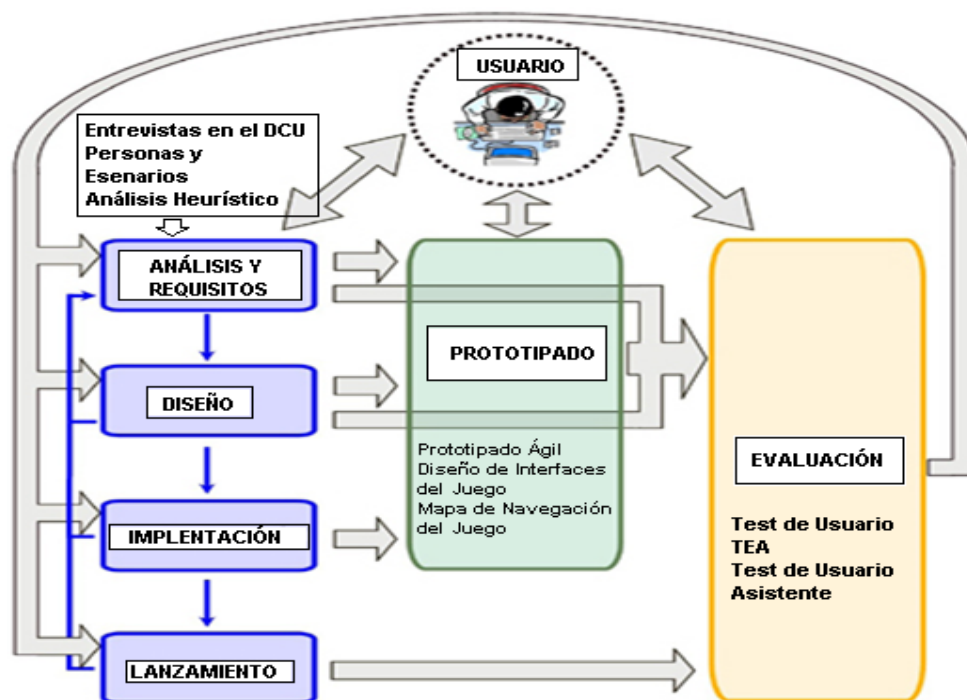 USUARIO
Entrevistas en el DCU
Personas y
Esenarios
Análisis Heurístico
ANÁLISIS Y
REQUISITOS
DISEÑO
IMPLENTACIÓN
LANZAMIENTO
PROTOTIPADO
Prototipado Ágil
Diseño de Interfaces
del Juego
Mapa de Navegación
del Juego
EVALUACIÓN
Test de Usuario
TEA
Test de Usuario
Asistente